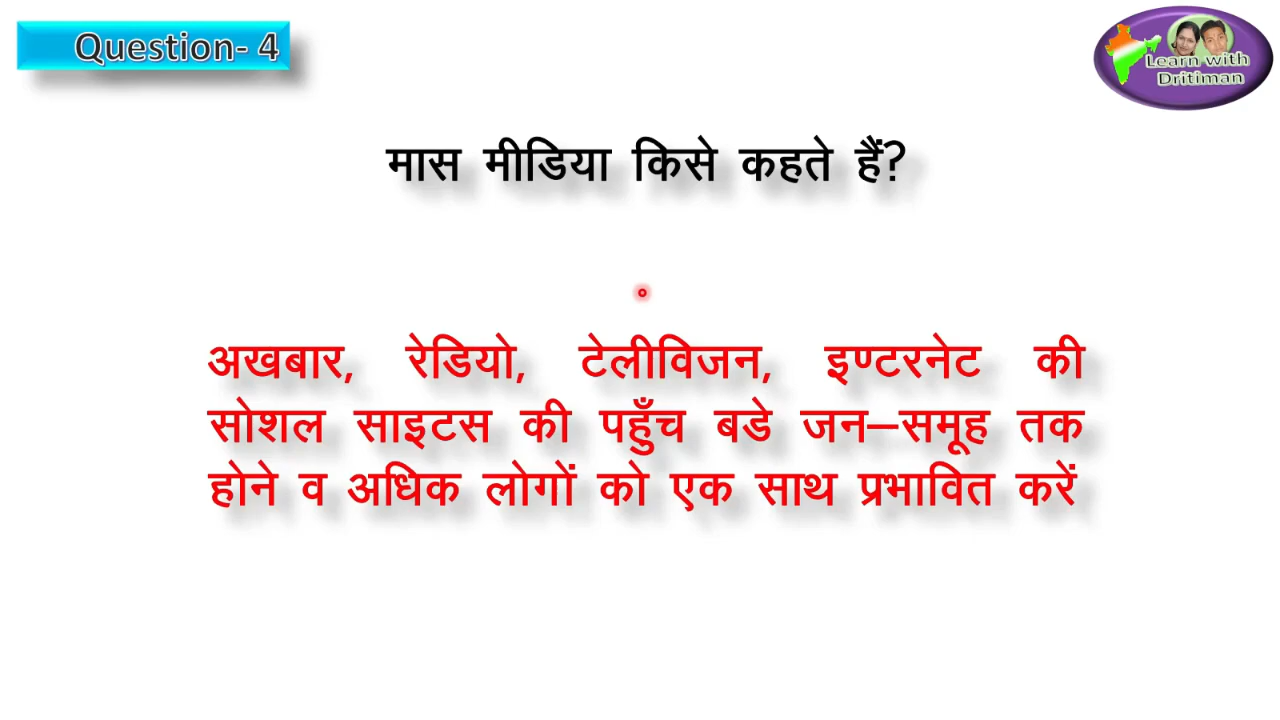 Question- 4
Learn with
Dritiman
मास मीडिया किसे कहते हैं?
अखबार, रेडियो, टेलीविजन, इण्टरनेट की
सोशल साइटस की पहुँच बडे जन–समूह तक
होने व अधिक लोगों को एक साथ प्रभावित करें